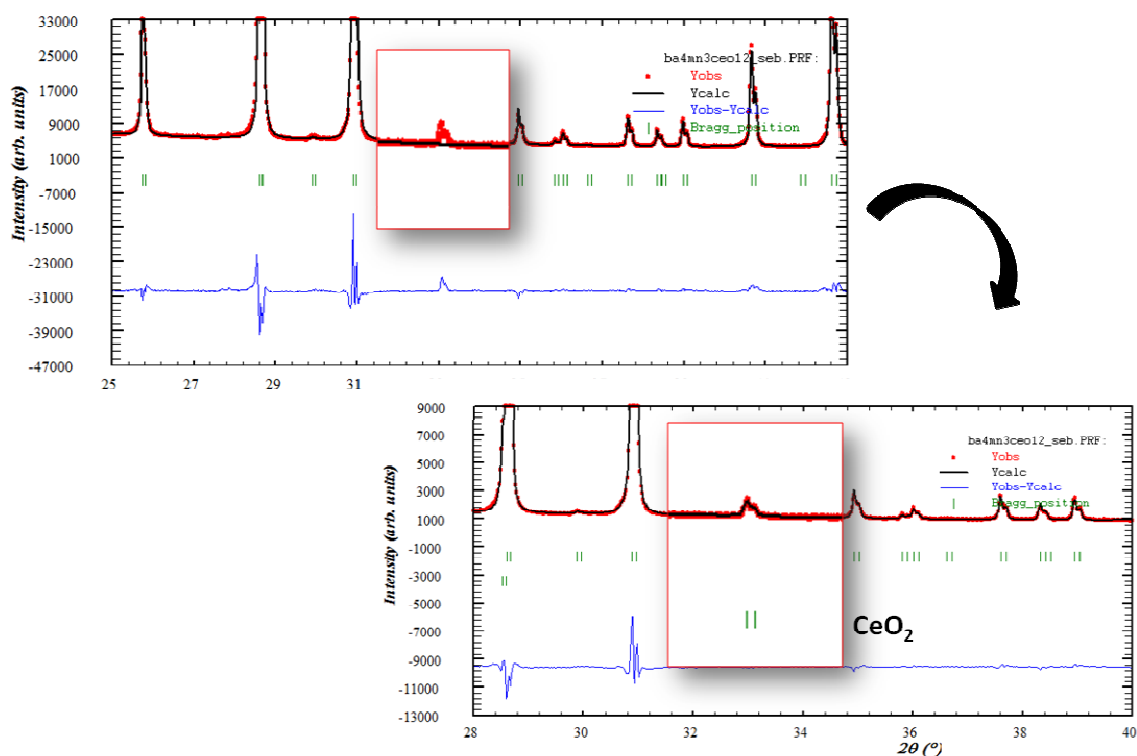 33000
25000
17000
9000
1000
-7000
-15000
-23000
-31000
-39000
-47000
Intensity (arb. units)
ba4mn3ceo12_seb.PRF:
Yobs
Ycalc
Yobs-Ycalc
Bragg_position
25 27 29 31
9000
7000
5000
3000
1000
-1000
-3000
-5000
-7000
-9000
-11000
-13000
Intensity (arb. units)
ba4mn3ceo12_seb.PRF:
Yobs
Ycalc
Yobs-Ycalc
Bragg_position
CeO₂
28 30 32 34 36 38 40
2θ (°)